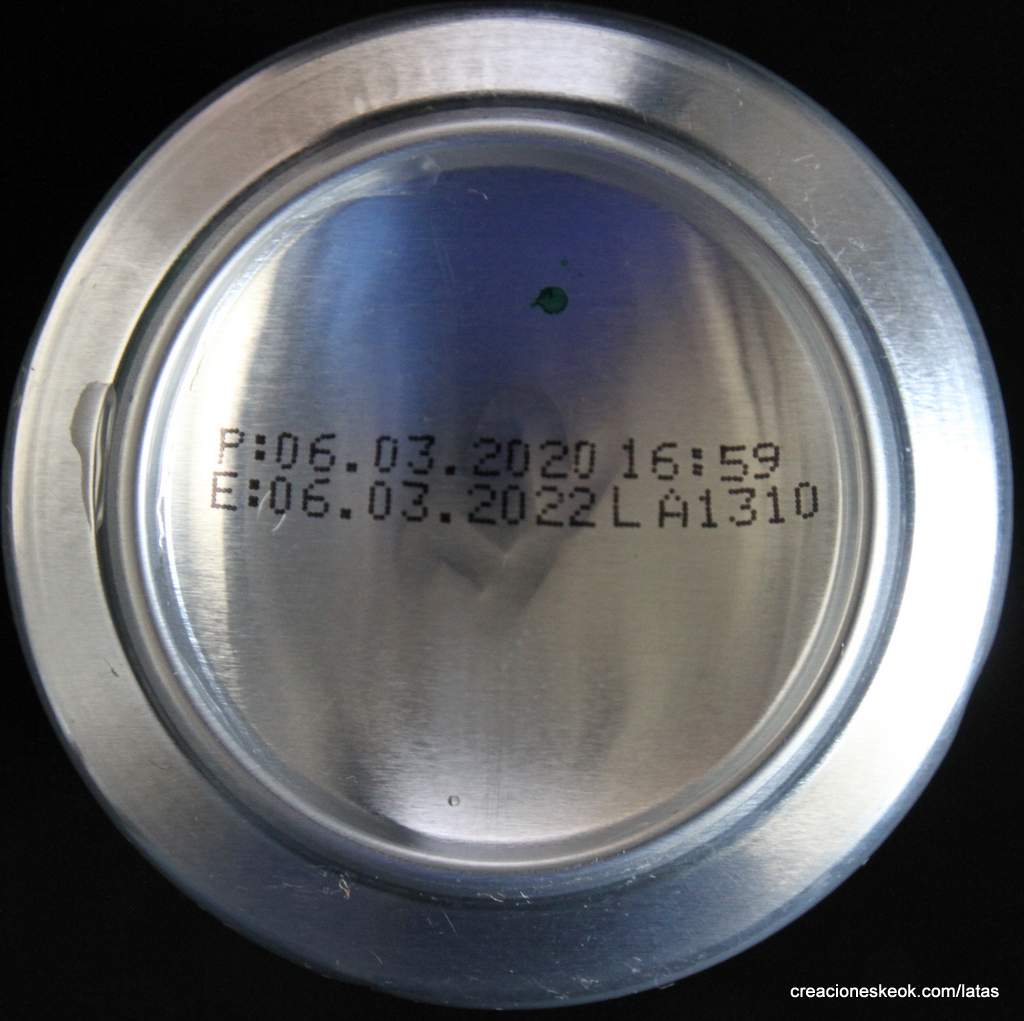 P:06.03.2020 16:59
E:06.03.2022 L A1310
creacioneskeok.com/latas